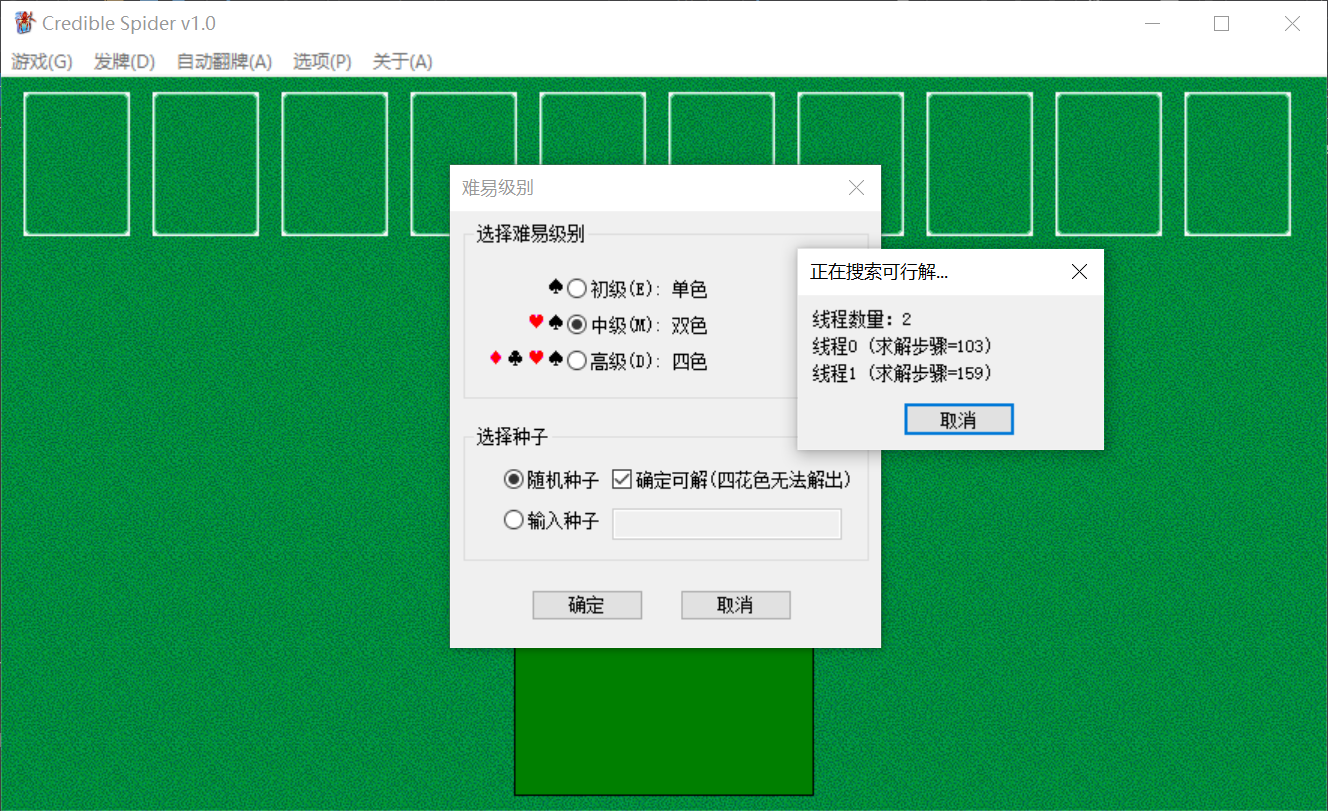 Credible Spider v1.0
游戏(G) 发牌(D) 自动翻牌(A) 选项(P) 关于(A)
难易级别
选择难易级别
♠ 初级(E): 单色
♥♠ 中级(M): 双色
♦♣♥♠ 高级(D): 四色
选择种子
随机种子 确定可解(四花色无法解出)
输入种子
确定 取消
正在搜索可行解...
线程数量: 2
线程0 (求解步骤=103)
线程1 (求解步骤=159)
取消